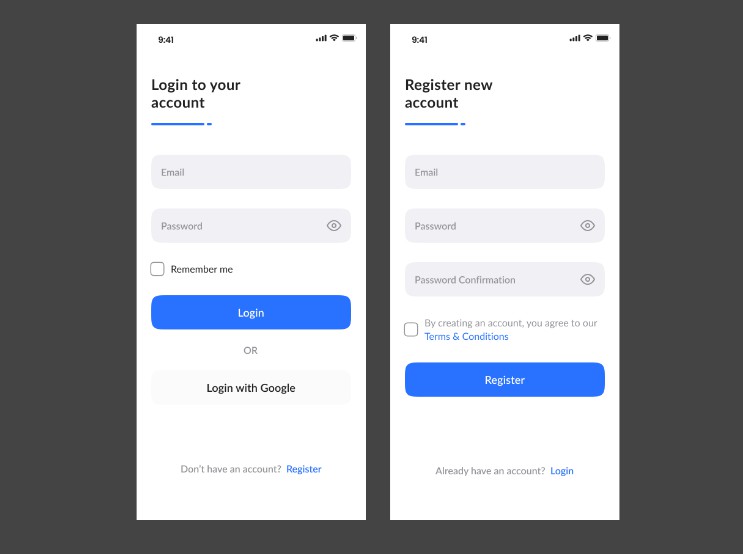 9:41
Login to your
account
Email
Password
Remember me
Login
OR
Login with Google
Don't have an account? Register
9:41
Register new
account
Email
Password
Password Confirmation
By creating an account, you agree to our
Terms & Conditions
Register
Already have an account? Login